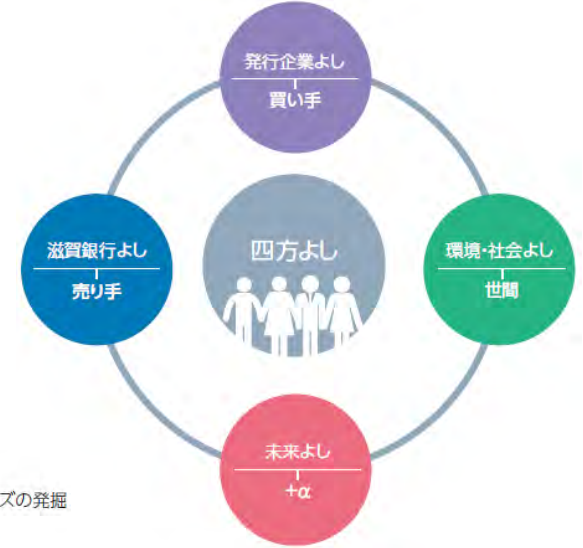 発行企業よし
買い手
滋賀銀行よし
売り手
四方よし
環境・社会よし
世間
未来よし
+α
ズの発掘